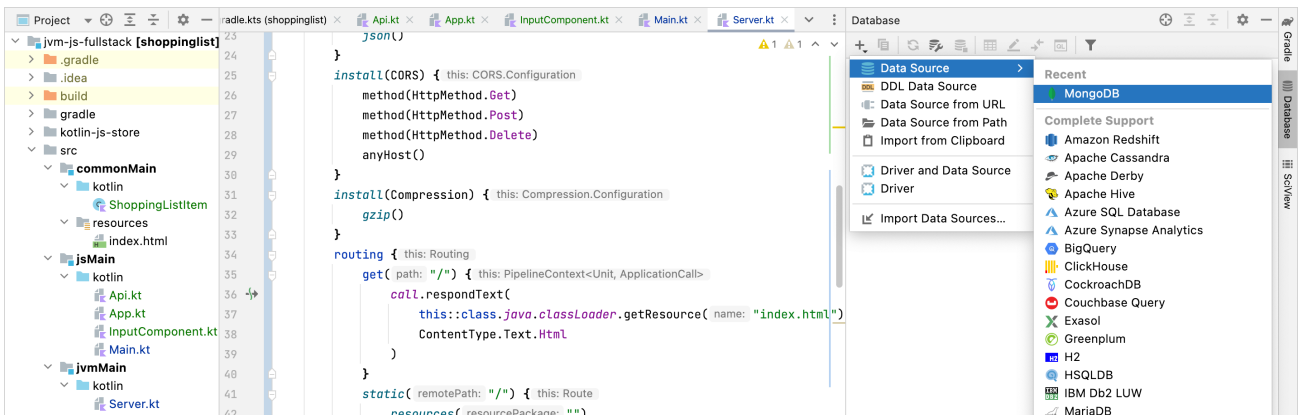 Project
jvm-js-fullstack [shoppinglist]
.gradle
.idea
build
gradle
kotlin-js-store
src
commonMain
kotlin
ShoppingListItem
resources
index.html
jsMain
kotlin
Api.kt
App.kt
InputComponent.kt
Main.kt
jvmMain
kotlin
Server.kt
radle.kts (shoppinglist) Api.kt App.kt InputComponent.kt Main.kt Server.kt
1 1
23 json()
24 }
25 install(CORS) { this: CORS.Configuration
26 method(HttpMethod.Get)
27 method(HttpMethod.Post)
28 method(HttpMethod.Delete)
29 anyHost()
30 }
31 install(Compression) { this: Compression.Configuration
32 gzip()
33 }
34 routing { this: Routing
35 get( path: "/") { this: PipelineContext<Unit, ApplicationCall>
36 call.respondText(
37 this::class.java.classLoader.getResource( name: "index.html")
38 ContentType.Text.Html
39 )
40 }
41 static( remotePath: "/") { this: Route
42 resources( resourcePackage: "")
Database
Data Source
DDL Data Source
Data Source from URL
Data Source from Path
Import from Clipboard
Driver and Data Source
Driver
Import Data Sources...
Recent
MongoDB
Complete Support
Amazon Redshift
Apache Cassandra
Apache Derby
Apache Hive
Azure SQL Database
Azure Synapse Analytics
BigQuery
ClickHouse
CockroachDB
Couchbase Query
Exasol
Greenplum
H2
HSQLDB
IBM Db2 LUW
MariaDB
Gradle
Database
SciView